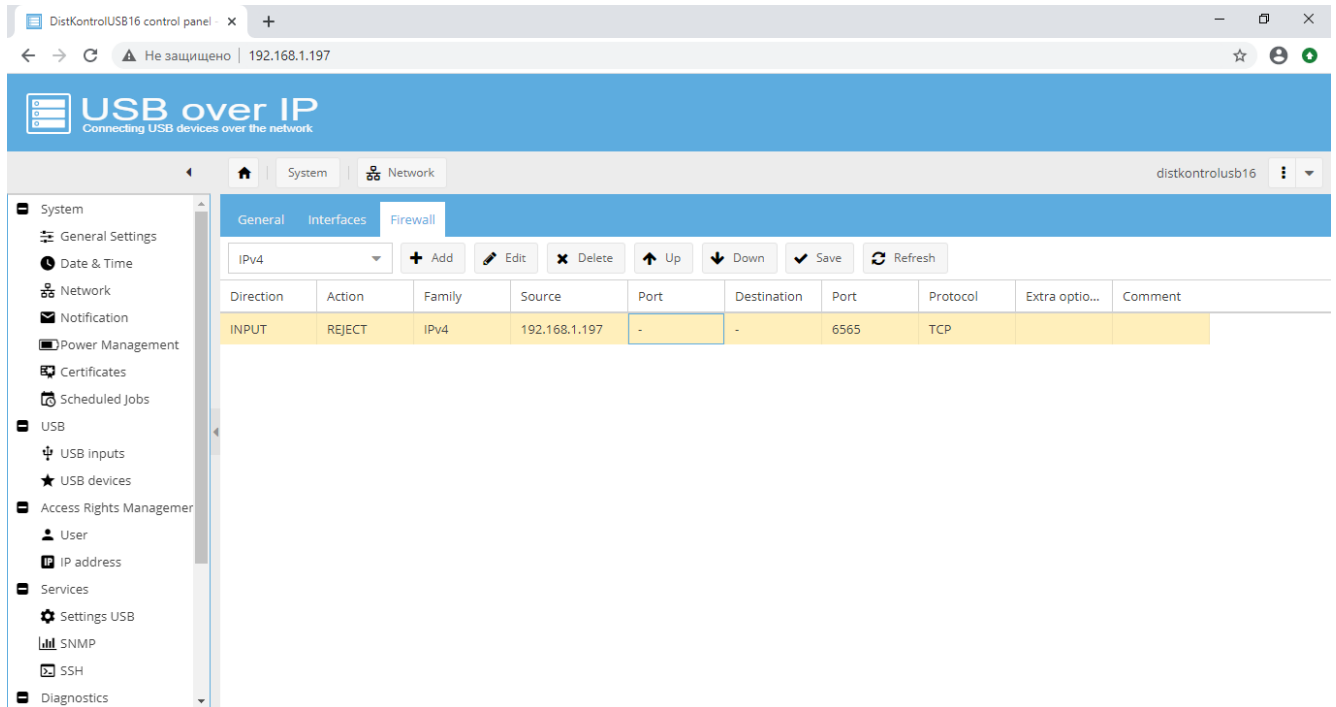 DistKontrolUSB16 control panel -
Не защищено | 192.168.1.197
USB over IP
Connecting USB devices over the network
System
Network
distkontrolusb16
System
General Settings
Date & Time
Network
Notification
Power Management
Certificates
Scheduled Jobs
USB
USB inputs
USB devices
Access Rights Managemer
User
IP address
Services
Settings USB
SNMP
SSH
Diagnostics
General Interfaces Firewall
IPv4 Add Edit Delete Up Down Save Refresh
Direction Action Family Source Port Destination Port Protocol Extra optio... Comment
INPUT REJECT IPv4 192.168.1.197 - - 6565 TCP